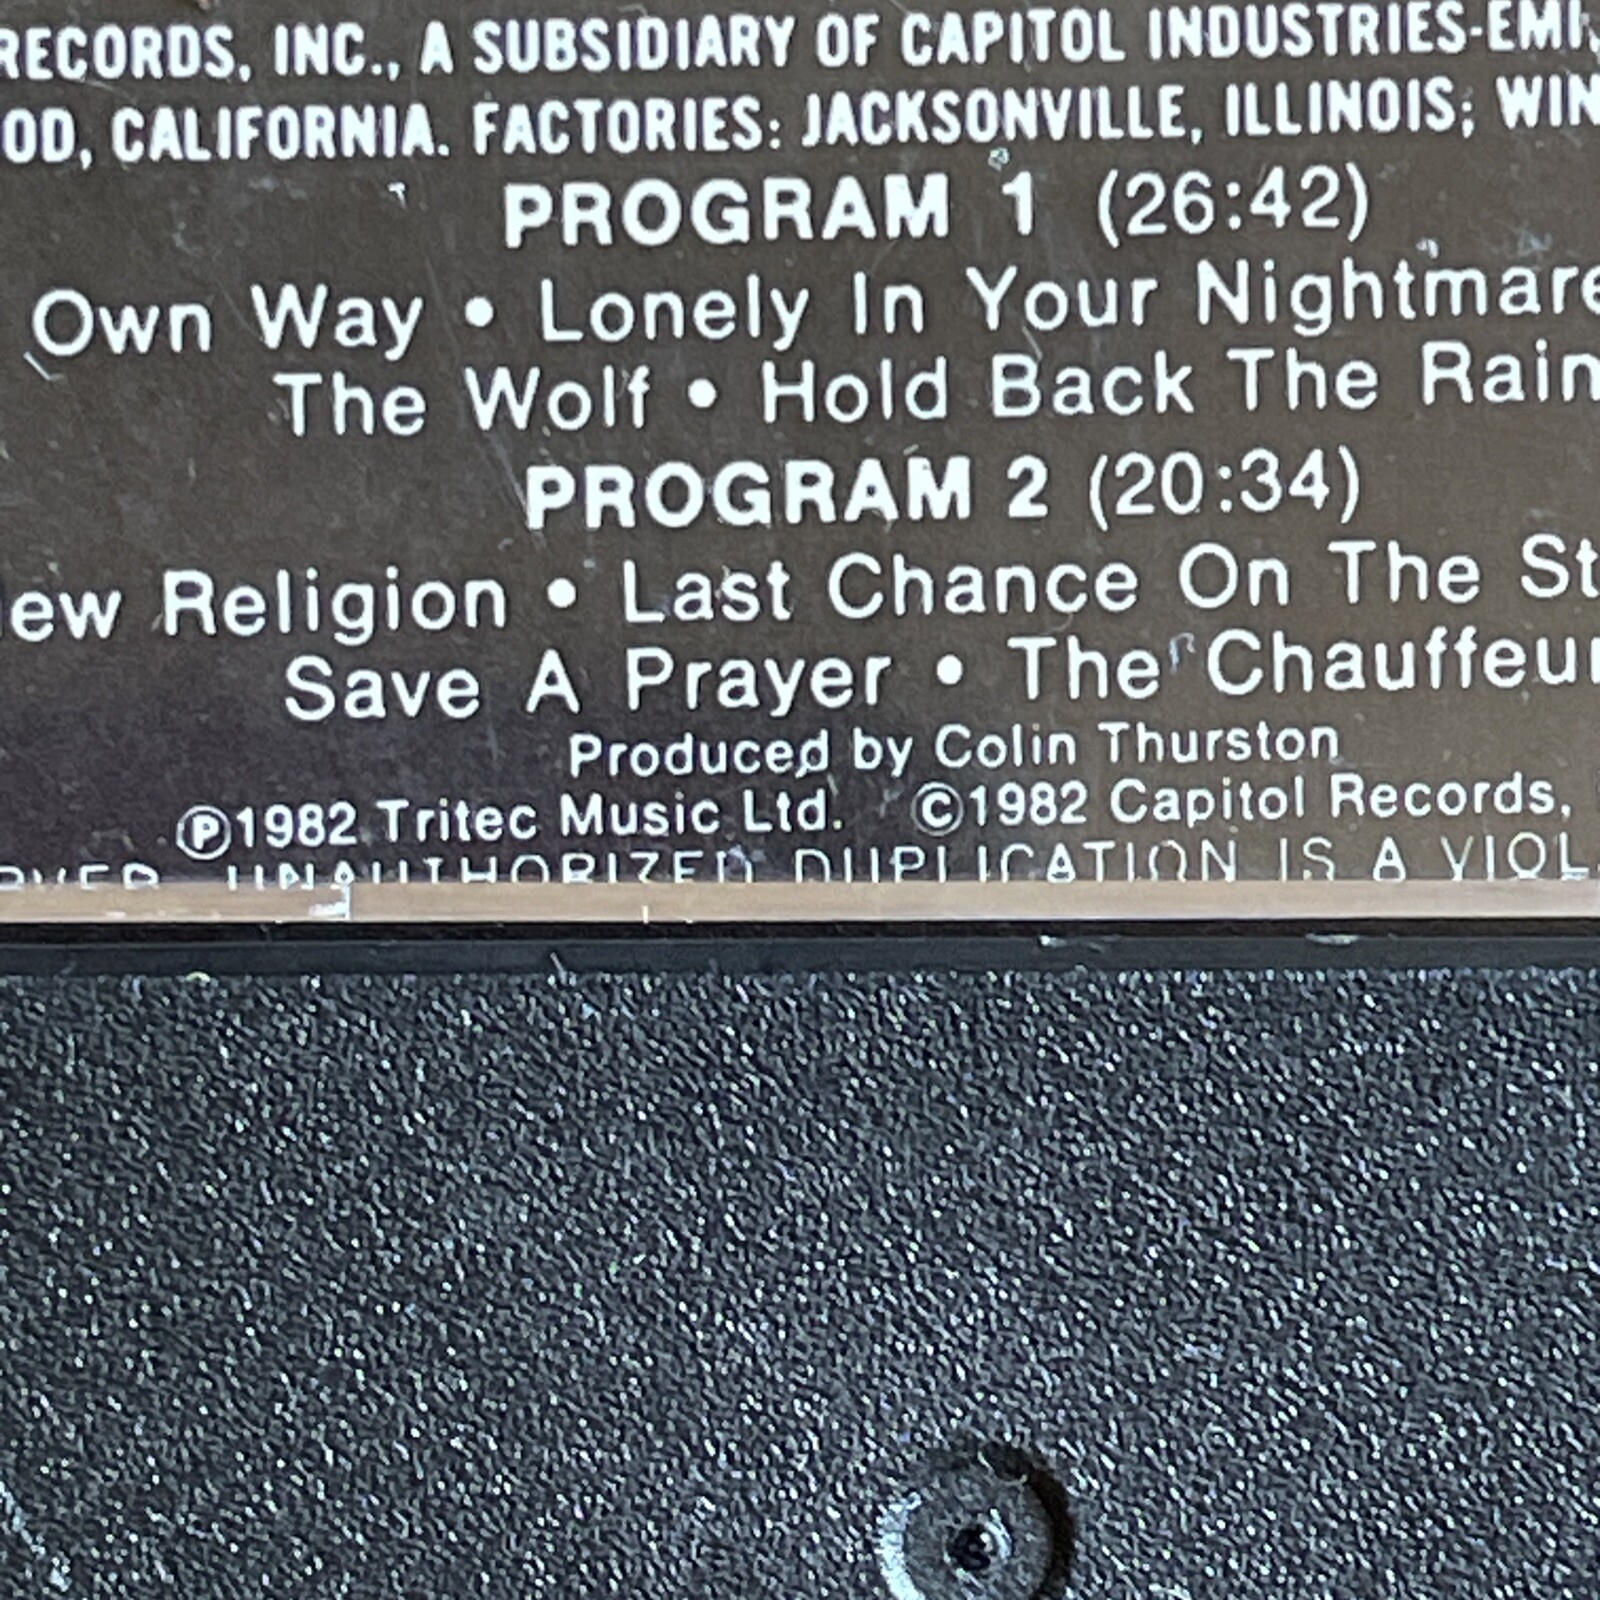 RECORDS, INC., A SUBSIDIARY OF CAPITOL INDUSTRIES-EMI,
OD, CALIFORNIA. FACTORIES: JACKSONVILLE, ILLINOIS; WIN
PROGRAM 1 (26:42)
Own Way • Lonely In Your Nightmare
The Wolf • Hold Back The Rain
PROGRAM 2 (20:34)
ew Religion • Last Chance On The St
Save A Prayer • The Chauffeur
Produced by Colin Thurston
℗1982 Tritec Music Ltd. ©1982 Capitol Records,
UNAUTHORIZED DUPLICATION IS A VIOL